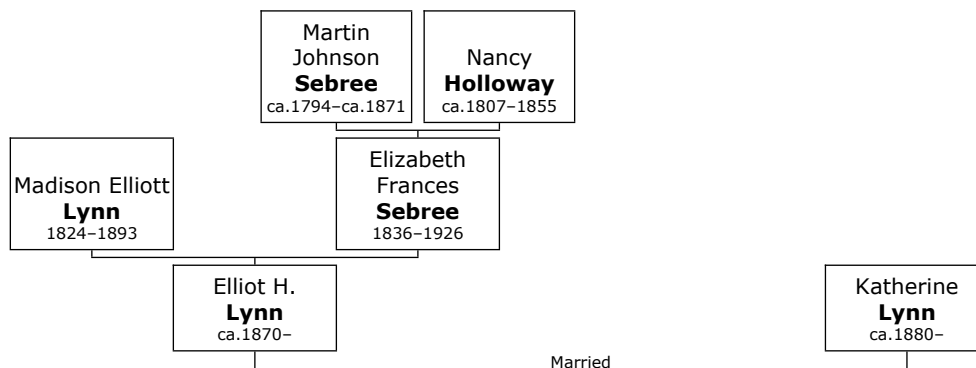 Martin
Johnson
Sebree
ca.1794–ca.1871
Nancy
Holloway
ca.1807–1855
Madison Elliott
Lynn
1824–1893
Elizabeth
Frances
Sebree
1836–1926
Elliot H.
Lynn
ca.1870–
Katherine
Lynn
ca.1880–
Married